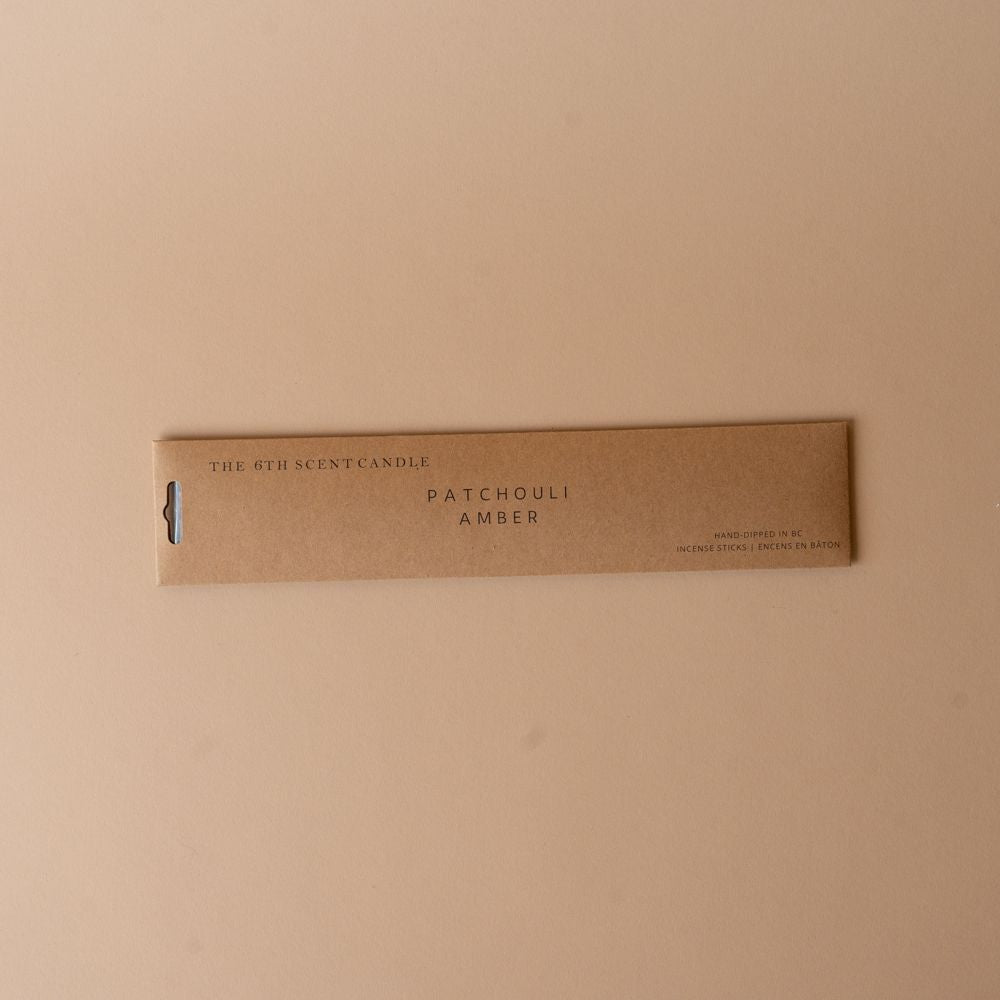 THE 6TH SCENT CANDLE
PATCHOULI
AMBER
HAND-DIPPED IN BC
INCENSE STICKS | ENCENS EN BÂTON